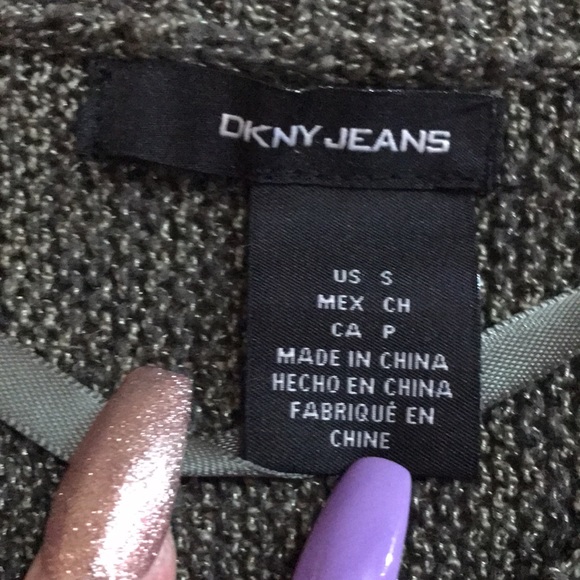 DKNY JEANS
US S
MEX CH
CA P
MADE IN CHINA
HECHO EN CHINA
FABRIQUÉ EN
CHINE